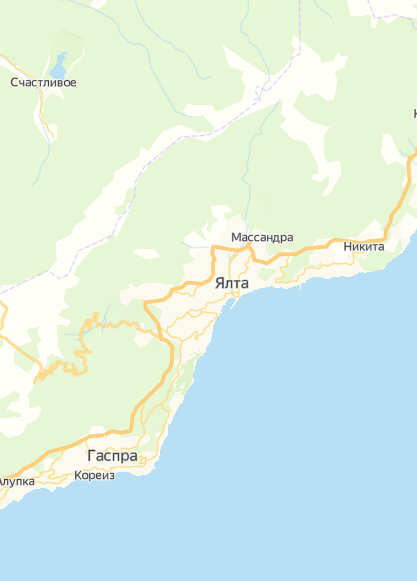 Счастливое
Массандра
Никита
Ялта
Гаспра
Кореиз
Алупка